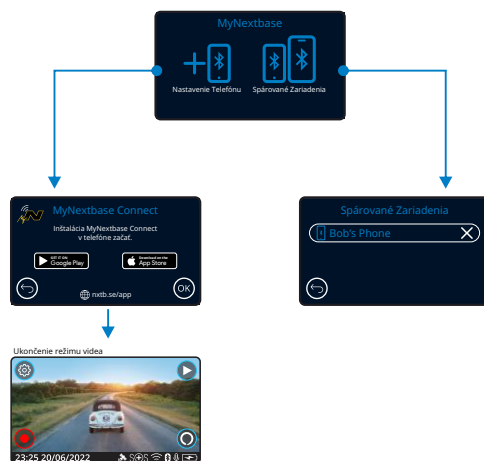 MyNextbase
Nastavenie Telefónu
Spárované Zariadenia
MyNextbase Connect
Inštalácia MyNextbase Connect
v telefóne začať.
GET IT ON
Google Play
Download on the
App Store
nxtb.se/app
OK
Spárované Zariadenia
Bob's Phone
Ukončenie režimu videa
23:25 20/06/2022
SOS